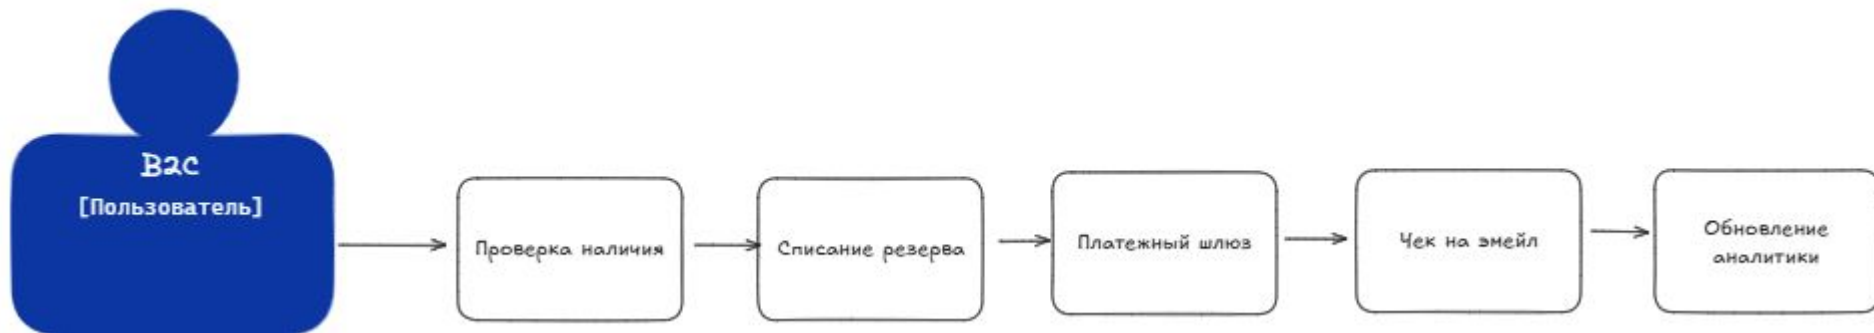 B2C
[Пользователь]
Проверка наличия
Списание резерва
Платежный шлюз
Чек на эмейл
Обновление
аналитики